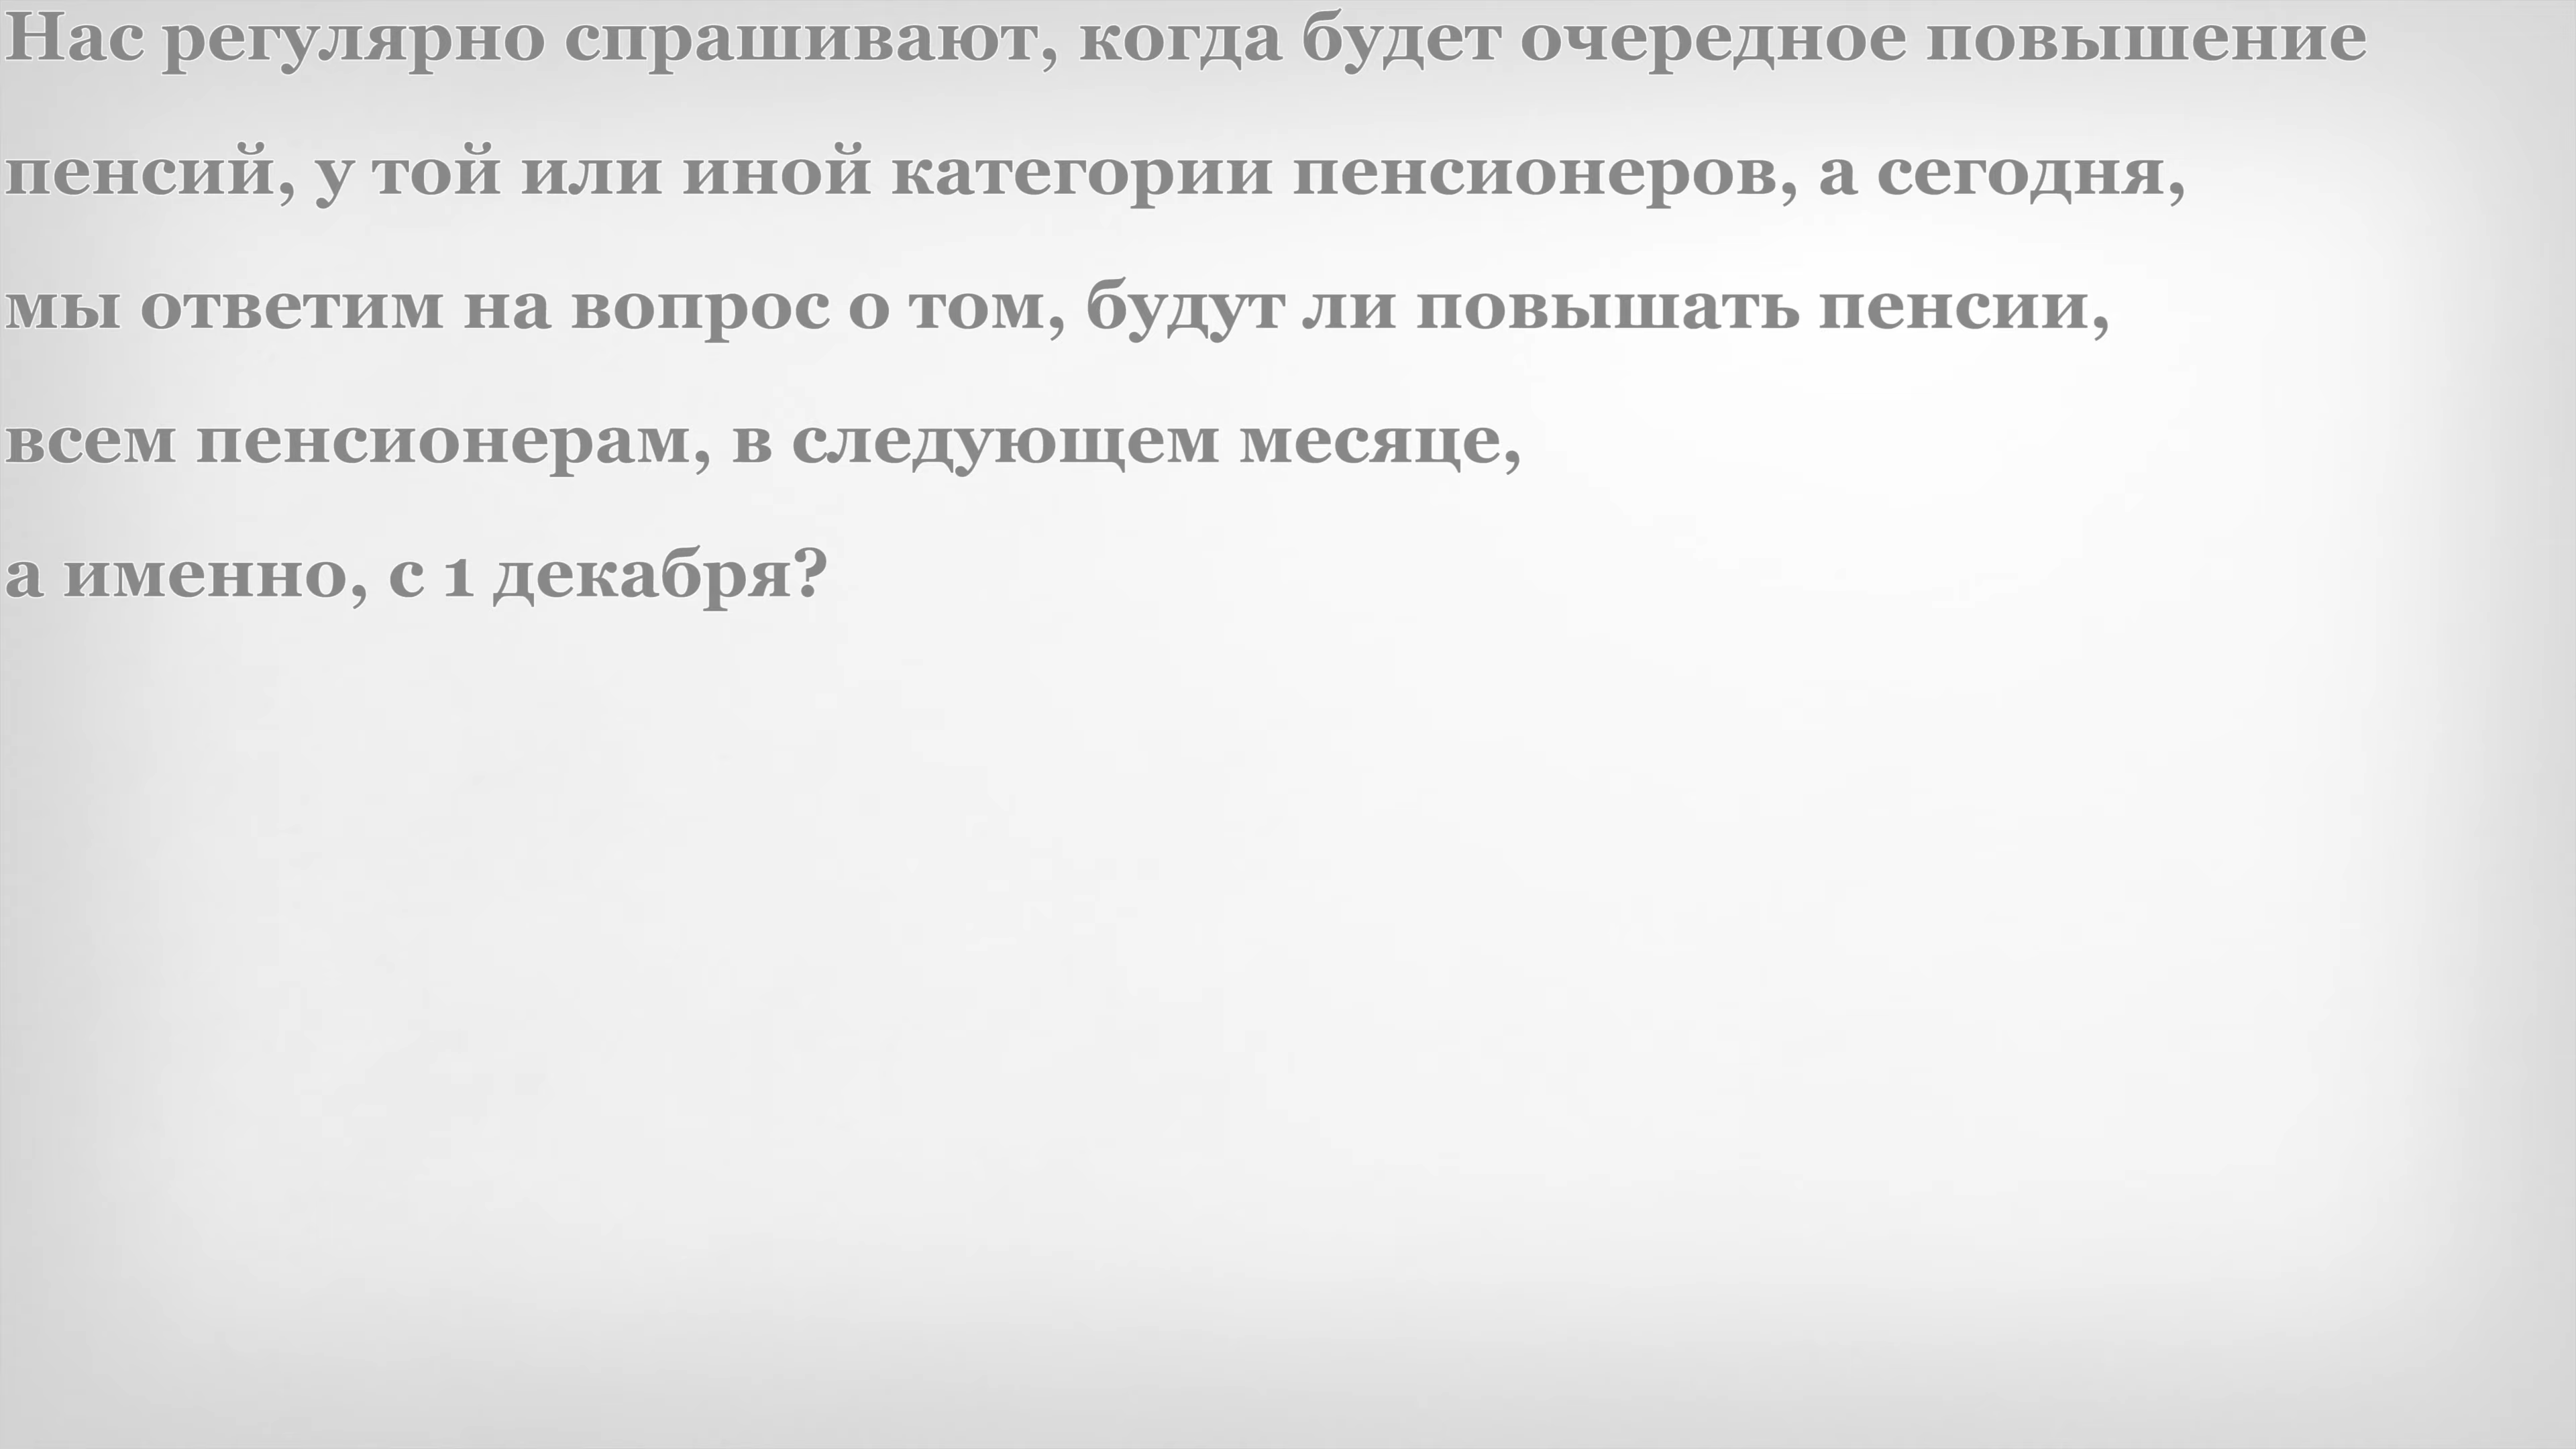 Нас регулярно спрашивают, когда будет очередное повышение
пенсий, у той или иной категории пенсионеров, а сегодня,
мы ответим на вопрос о том, будут ли повышать пенсии,
всем пенсионерам, в следующем месяце,
а именно, с 1 декабря?